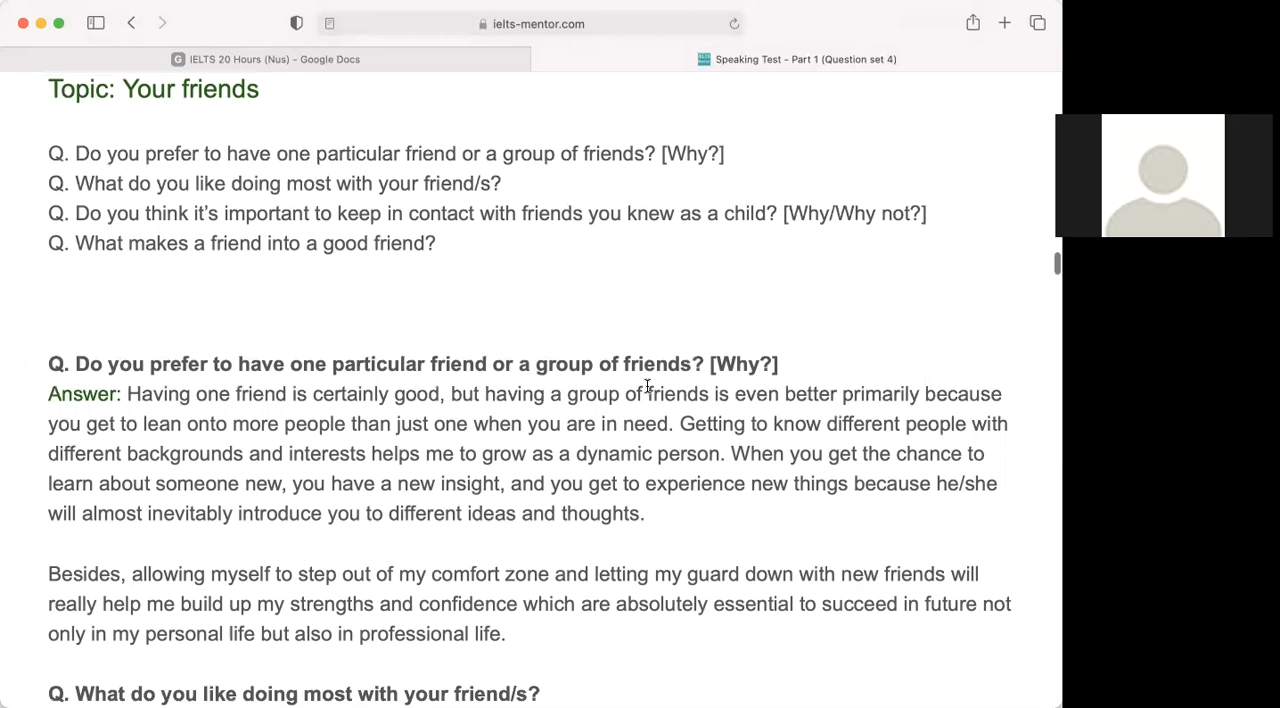 ielts-mentor.com
IELTS 20 Hours (Nus) - Google Docs
Speaking Test - Part 1 (Question set 4)
Topic: Your friends
Q. Do you prefer to have one particular friend or a group of friends? [Why?]
Q. What do you like doing most with your friend/s?
Q. Do you think it’s important to keep in contact with friends you knew as a child? [Why/Why not?]
Q. What makes a friend into a good friend?
Q. Do you prefer to have one particular friend or a group of friends? [Why?]
Answer: Having one friend is certainly good, but having a group of friends is even better primarily because
you get to lean onto more people than just one when you are in need. Getting to know different people with
different backgrounds and interests helps me to grow as a dynamic person. When you get the chance to
learn about someone new, you have a new insight, and you get to experience new things because he/she
will almost inevitably introduce you to different ideas and thoughts.
Besides, allowing myself to step out of my comfort zone and letting my guard down with new friends will
really help me build up my strengths and confidence which are absolutely essential to succeed in future not
only in my personal life but also in professional life.
Q. What do you like doing most with your friend/s?